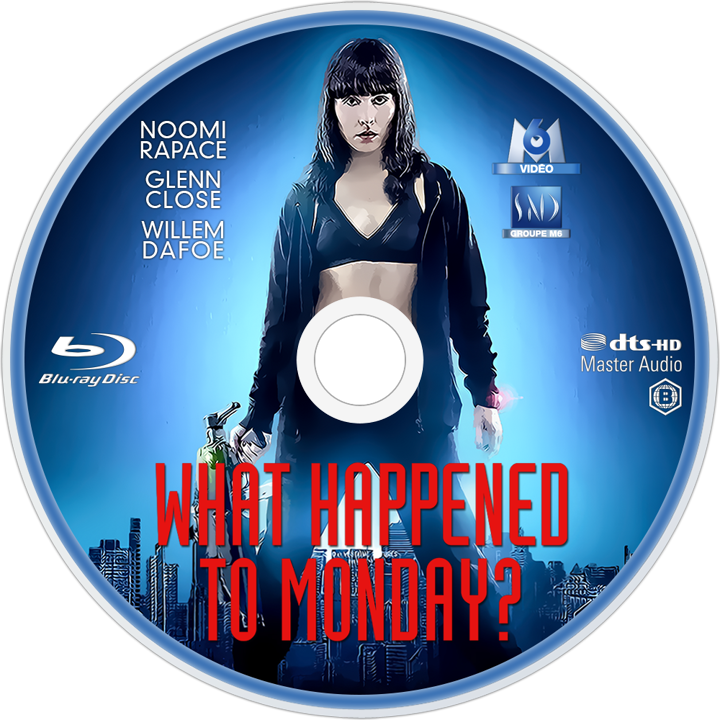 NOOMI
RAPACE
GLENN
CLOSE
WILLEM
DAFOE
M6
VIDEO
SND
GROUPE M6
Blu-ray Disc
dts-HD
Master Audio
B
WHAT HAPPENED
TO MONDAY?